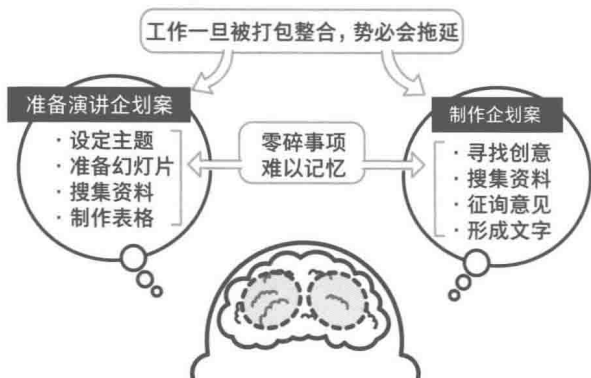 工作一旦被打包整合，势必会拖延
准备演讲企划案
· 设定主题
· 准备幻灯片
· 搜集资料
· 制作表格
零碎事项
难以记忆
制作企划案
· 寻找创意
· 搜集资料
· 征询意见
· 形成文字